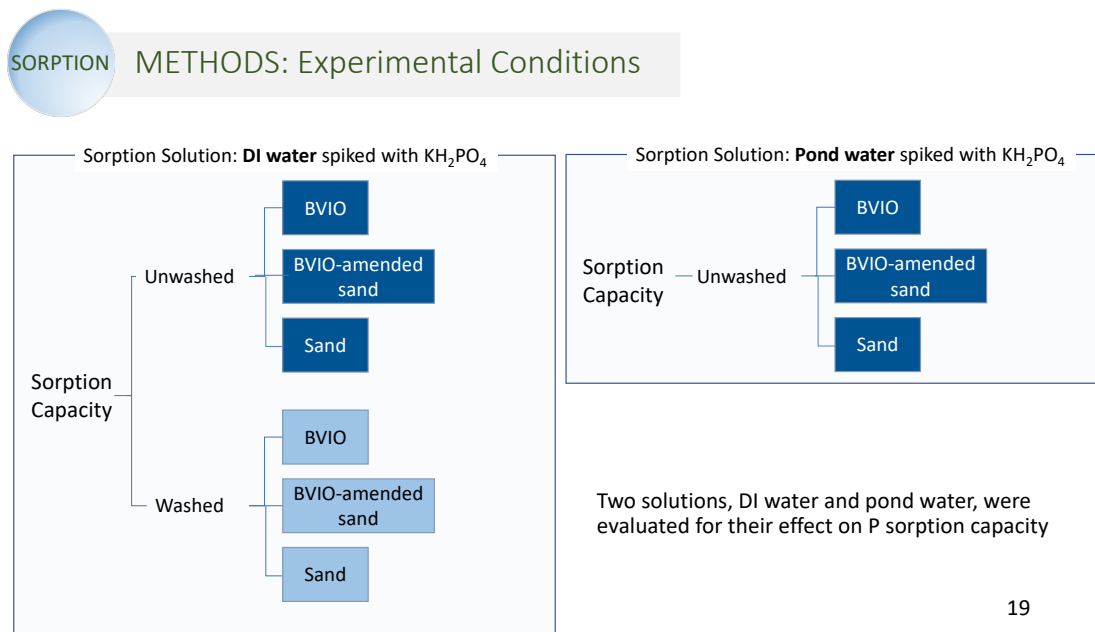 SORPTION
METHODS: Experimental Conditions
Sorption Solution: DI water spiked with KH₂PO₄
Sorption
Capacity
Unwashed
BVIO
BVIO-amended
sand
Sand
Washed
BVIO
BVIO-amended
sand
Sand
Sorption Solution: Pond water spiked with KH₂PO₄
Sorption
Capacity
Unwashed
BVIO
BVIO-amended
sand
Sand
Two solutions, DI water and pond water, were
evaluated for their effect on P sorption capacity
19